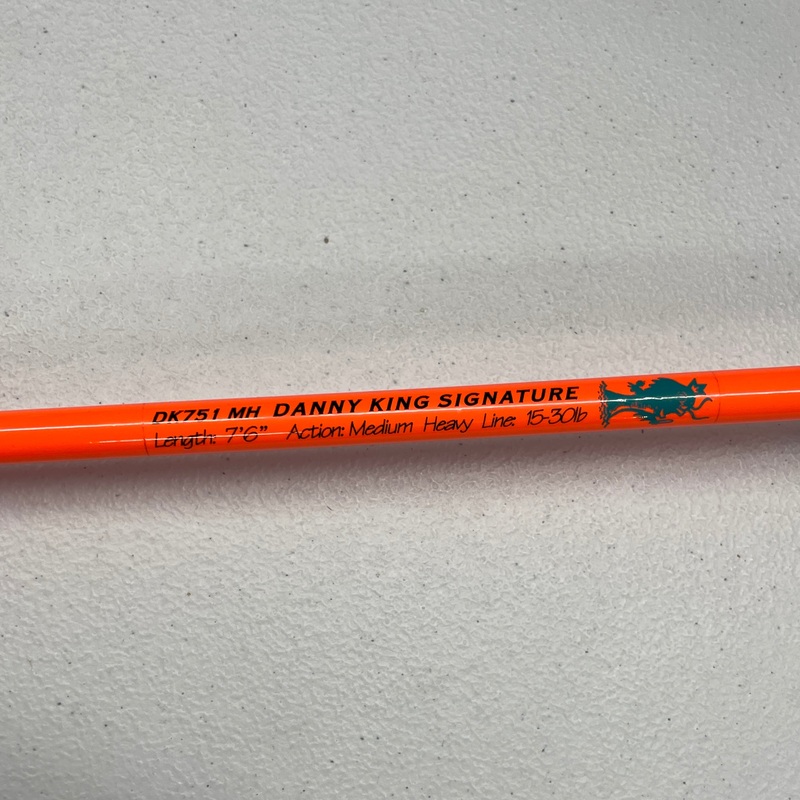 DK751 MH DANNY KING SIGNATURE
Length: 7'6" Action: Medium Heavy Line: 15-30lb